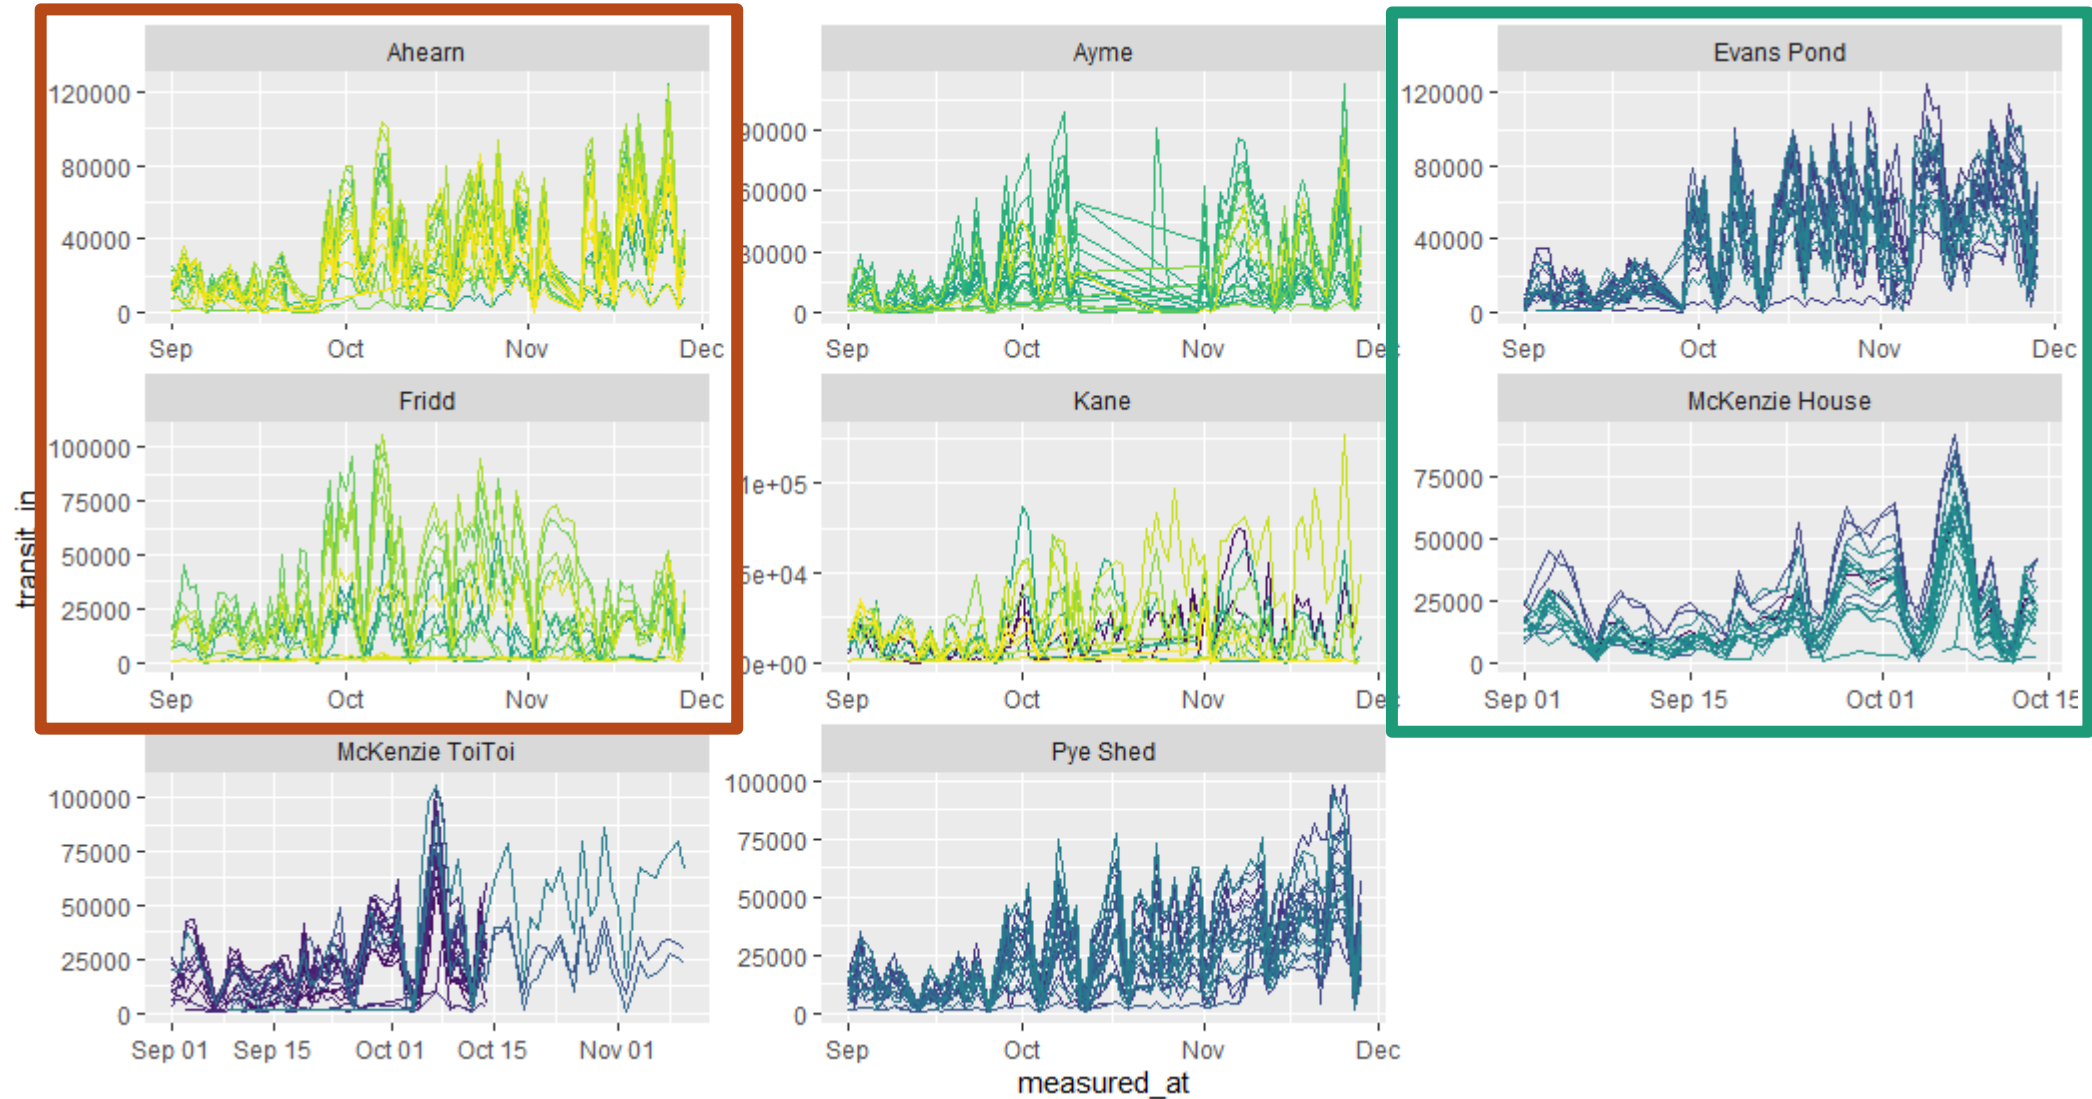 Ahearn
Ayme
Evans Pond
120000
80000
40000
0
90000
60000
30000
0
120000
80000
40000
0
Sep Oct Nov Dec
Sep Oct Nov Dec
Sep Oct Nov Dec
Fridd
Kane
McKenzie House
transit_in
100000
75000
50000
25000
0
1e+05
5e+04
0e+00
75000
50000
25000
0
Sep Oct Nov Dec
Sep Oct Nov Dec
Sep 01 Sep 15 Oct 01 Oct 15
McKenzie ToiToi
Pye Shed
100000
75000
50000
25000
0
100000
75000
50000
25000
0
Sep 01 Sep 15 Oct 01 Oct 15 Nov 01
Sep Oct Nov Dec
measured_at